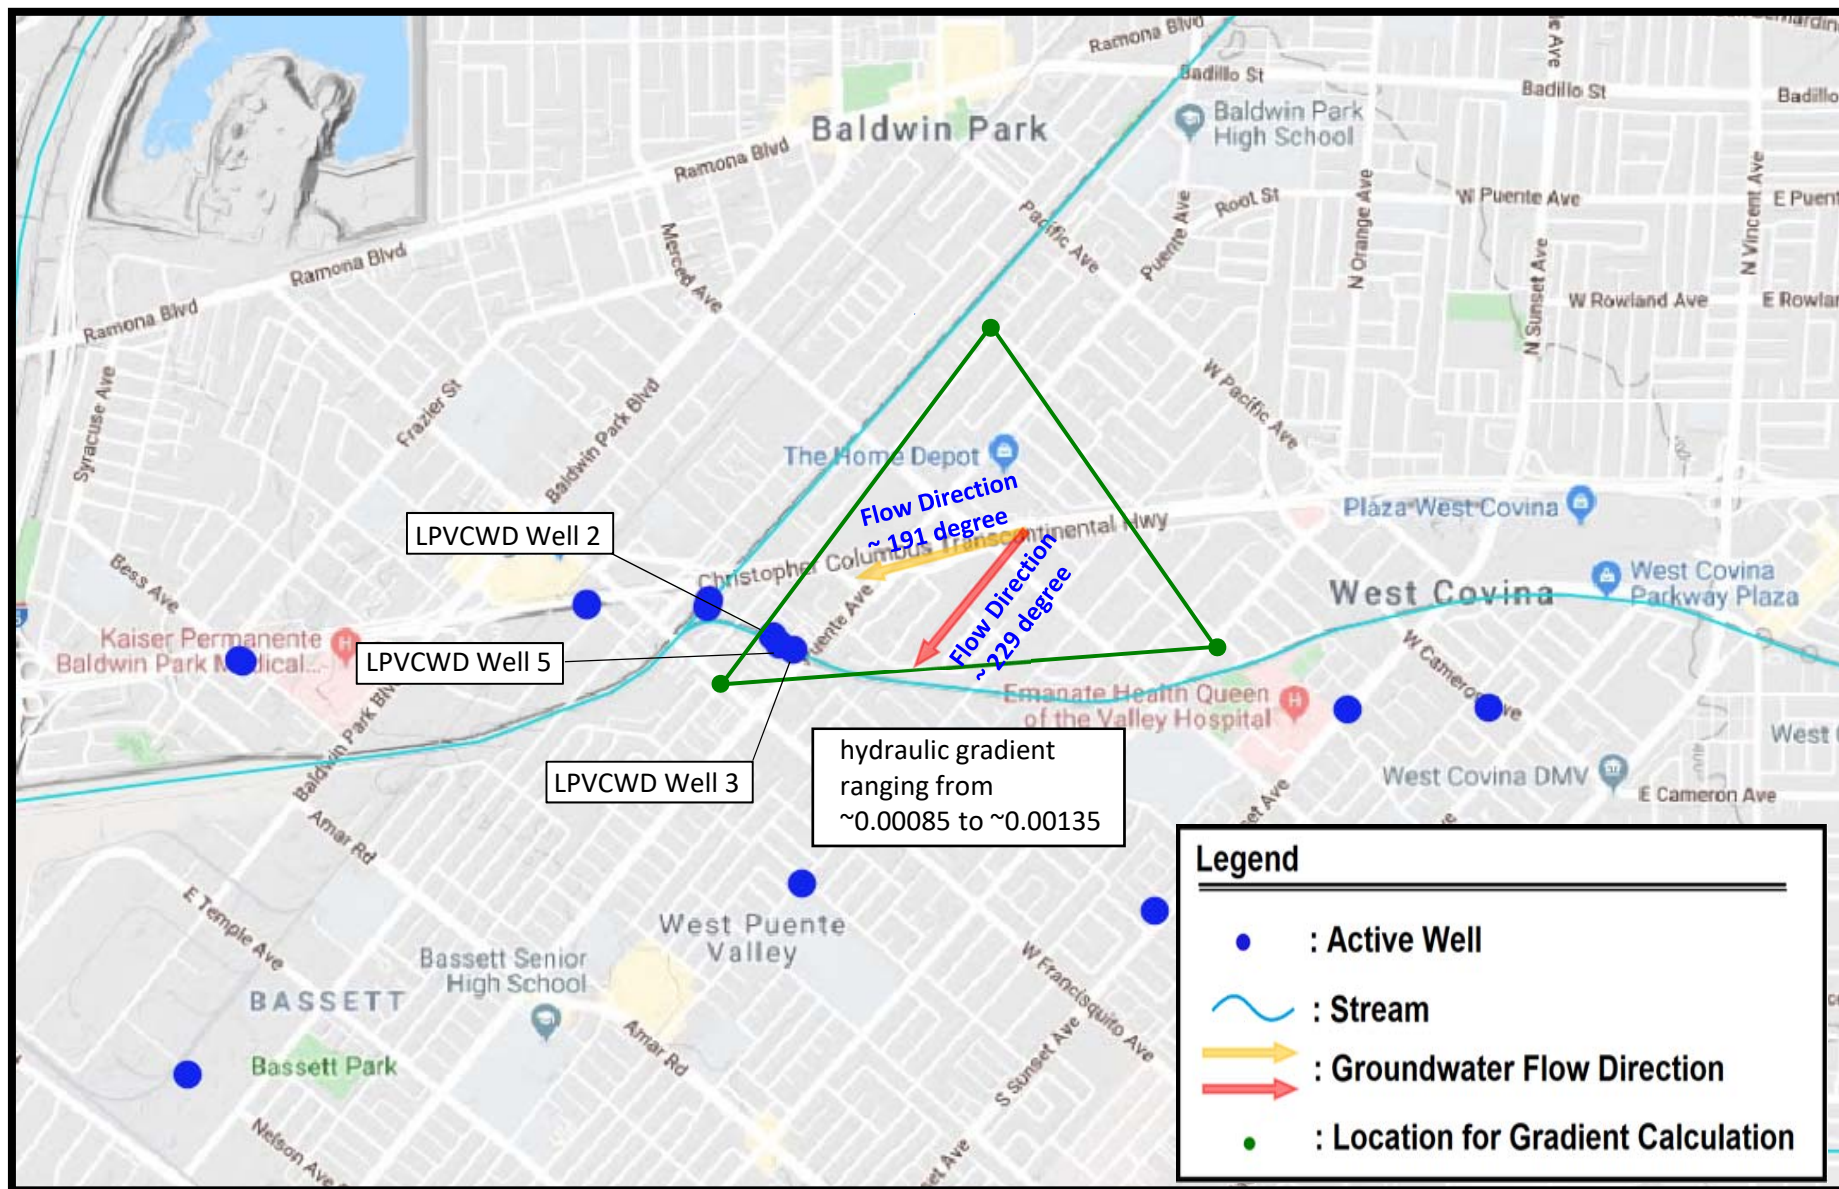 Ramona Blvd
Badillo St
Badillo St
Badillo
Baldwin Park
Baldwin Park
High School
Ramona Blvd
Root St
W Puente Ave
E Puent
N Vincent Ave
N Orange Ave
Puente Ave
Pacific Ave
Merced Ave
Ramona Blvd
Ramona Blvd
W Rowland Ave
E Rowlan
N Sunset Ave
Syracuse Ave
Frazier St
Baldwin Park Blvd
W Pacific Ave
The Home Depot
Flow Direction
~ 191 degree
Plaza West Covina
LPVCWD Well 2
Christopher Columbus Transcontinental Hwy
Bess Ave
West Covina
West Covina
Parkway Plaza
Flow Direction
~ 229 degree
Puente Ave
Kaiser Permanente
Baldwin Park Medical...
LPVCWD Well 5
W Cameron Ave
Emanate Health Queen
of the Valley Hospital
Baldwin Park Blvd
West
LPVCWD Well 3
hydraulic gradient
ranging from
~0.00085 to ~0.00135
West Covina DMV
E Cameron Ave
Amar Rd
Legend
E Temple Ave
West Puente
Valley
: Active Well
Bassett Senior
High School
W Francisquito Ave
BASSETT
: Stream
Amar Rd
S Sunset Ave
Bassett Park
: Groundwater Flow Direction
Nelson Ave
: Location for Gradient Calculation